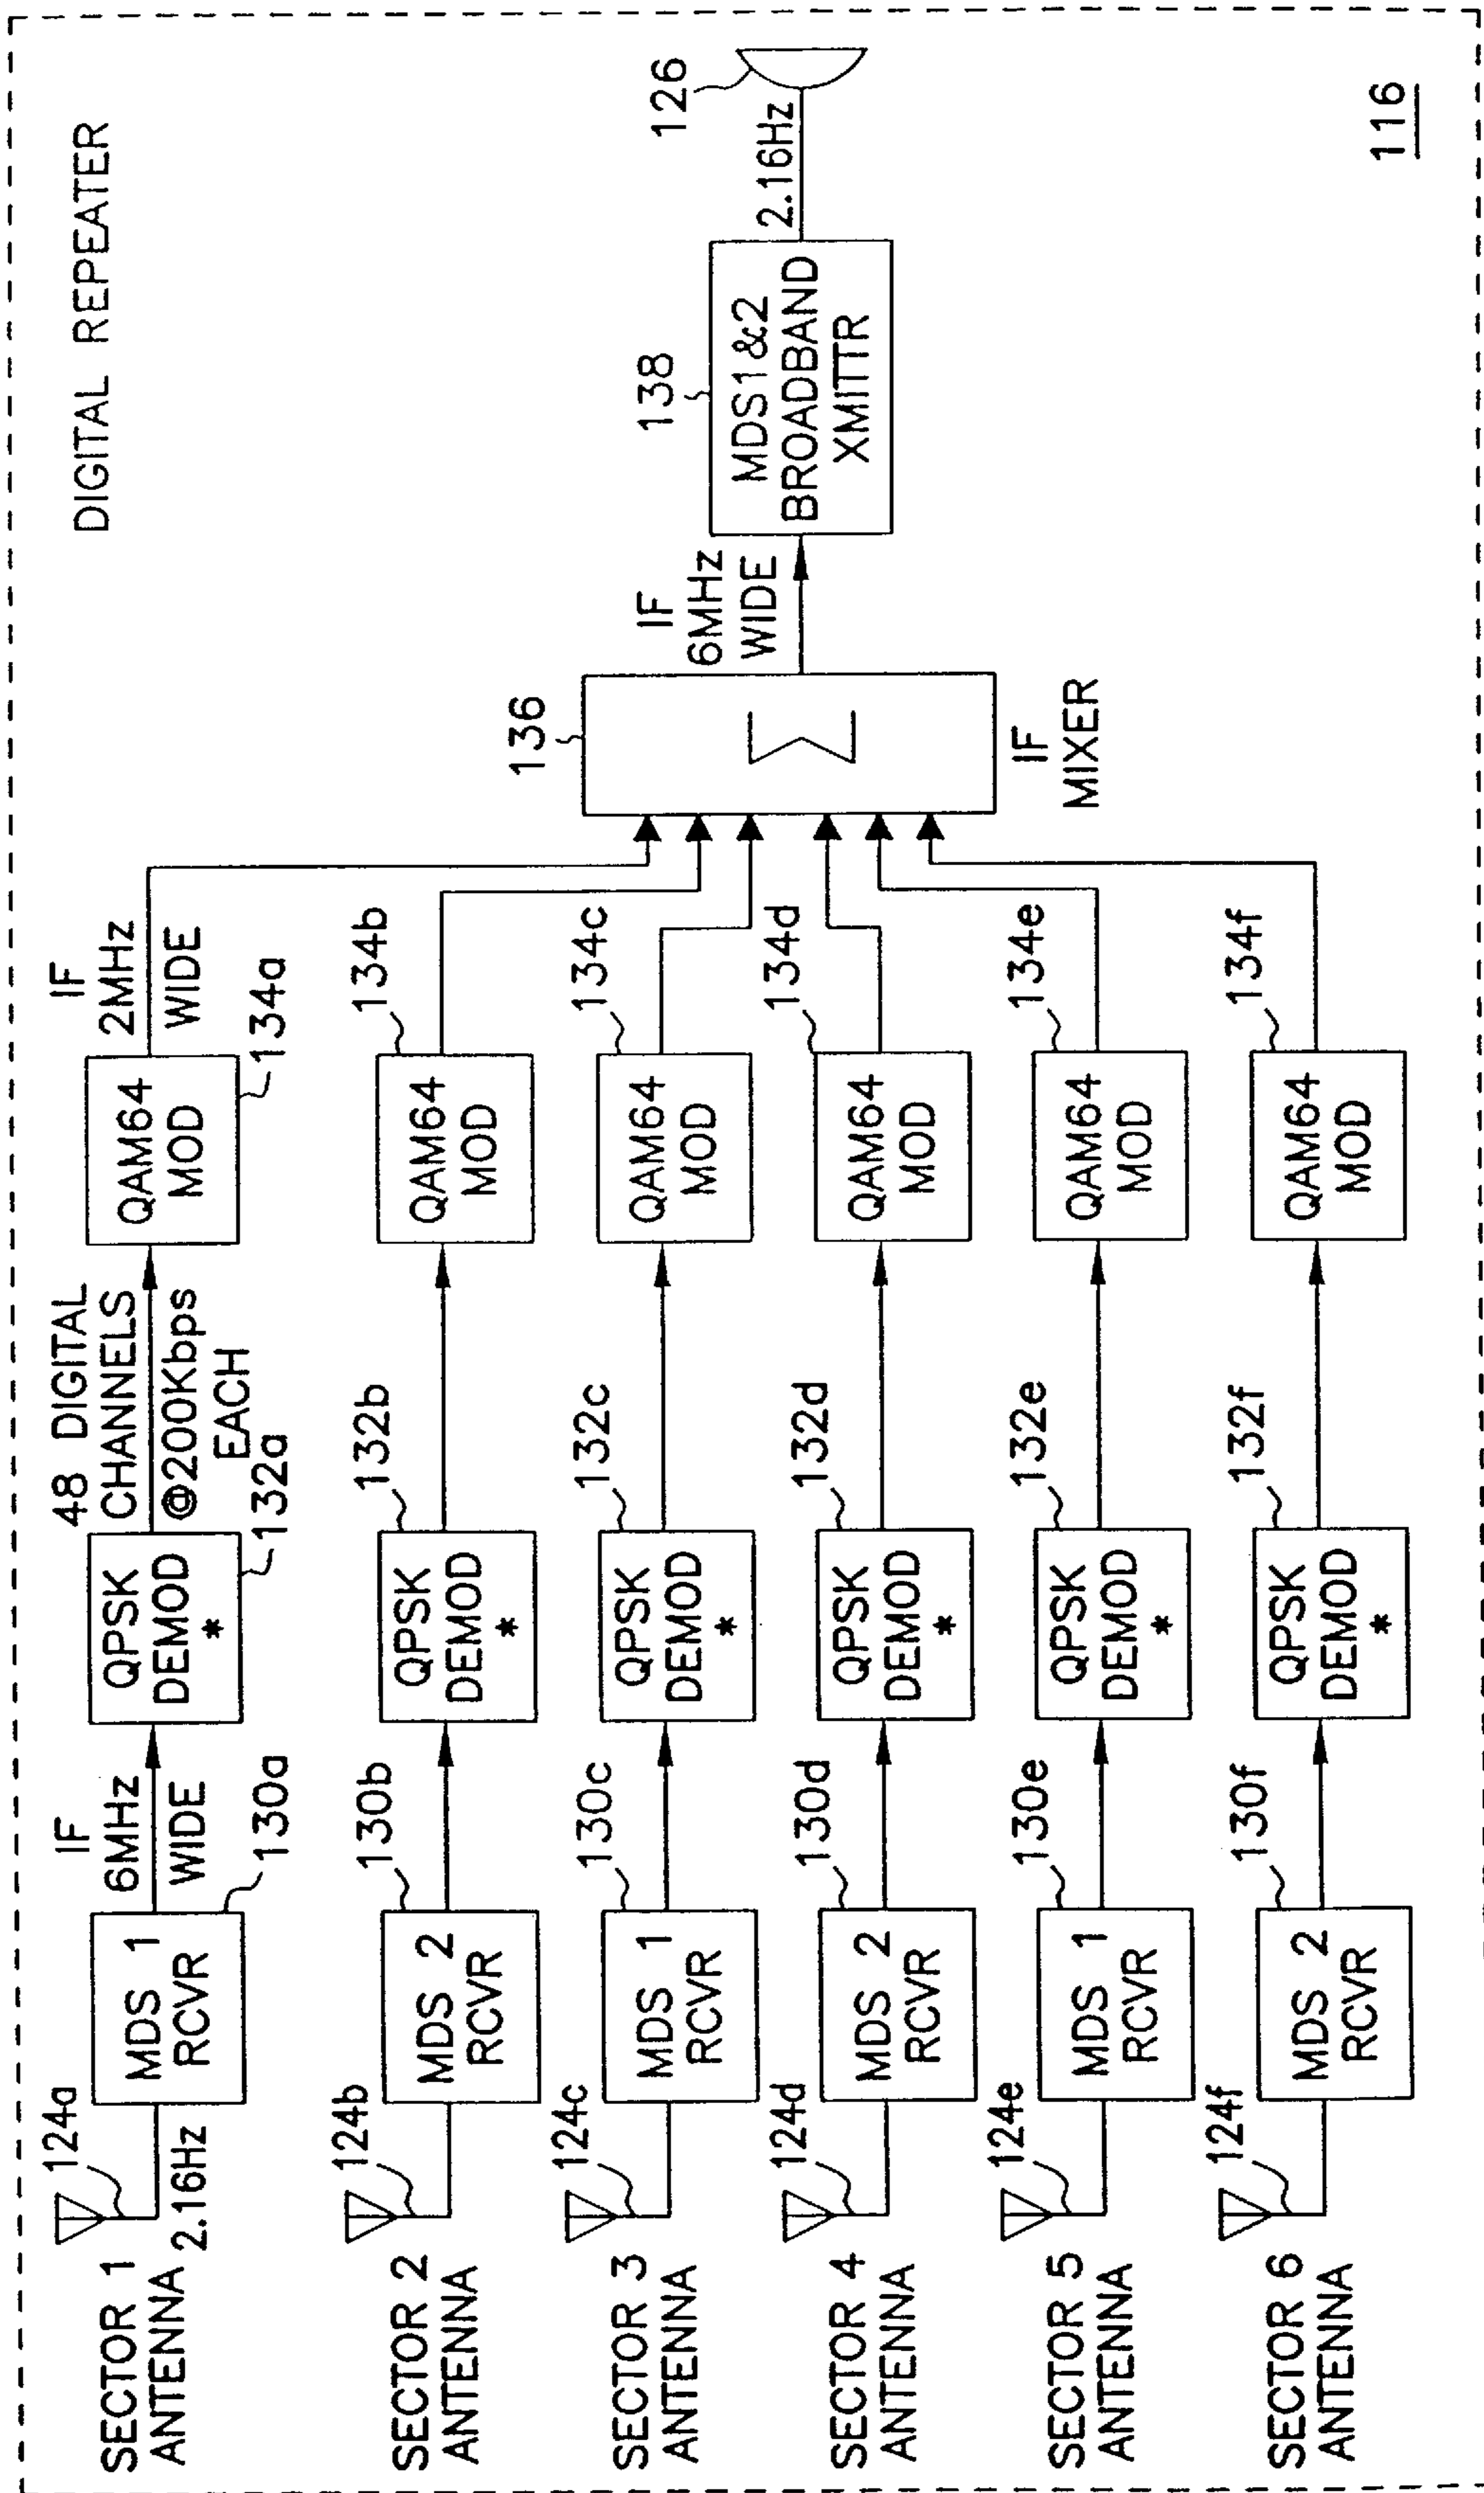 DIGITAL REPEATER
SECTOR 1
ANTENNA
124a
2.16Hz
MDS 1
RCVR
130a
IF
6MHz
WIDE
QPSK
DEMOD
*
132a
48 DIGITAL
CHANNELS
@200Kbps
EACH
QAM64
MOD
134a
IF
2MHz
WIDE
SECTOR 2
ANTENNA
124b
MDS 2
RCVR
130b
QPSK
DEMOD
*
132b
QAM64
MOD
134b
SECTOR 3
ANTENNA
124c
MDS 1
RCVR
130c
QPSK
DEMOD
*
132c
QAM64
MOD
134c
SECTOR 4
ANTENNA
124d
MDS 2
RCVR
130d
QPSK
DEMOD
*
132d
QAM64
MOD
134d
SECTOR 5
ANTENNA
124e
MDS 1
RCVR
130e
QPSK
DEMOD
*
132e
QAM64
MOD
134e
SECTOR 6
ANTENNA
124f
MDS 2
RCVR
130f
QPSK
DEMOD
*
132f
QAM64
MOD
134f
136
Σ
IF
MIXER
IF
6MHz
WIDE
138
MDS1&2
BROADBAND
XMITTR
2.16Hz
126
116